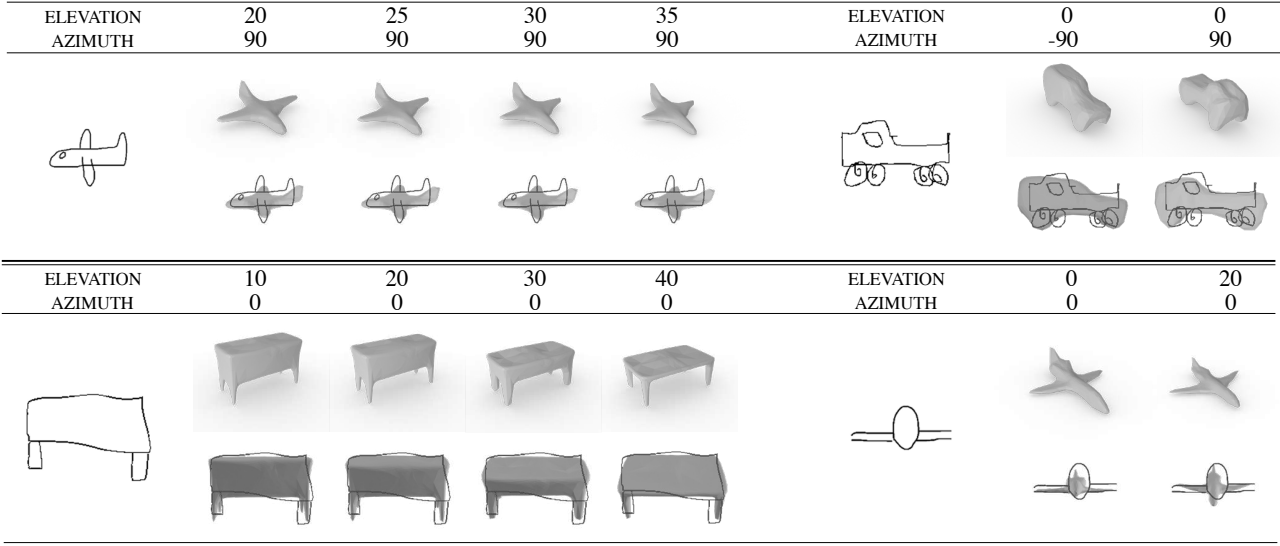 ELEVATION 20 25 30 35 ELEVATION 0 0
AZIMUTH 90 90 90 90 AZIMUTH -90 90
ELEVATION 10 20 30 40 ELEVATION 0 20
AZIMUTH 0 0 0 0 AZIMUTH 0 0